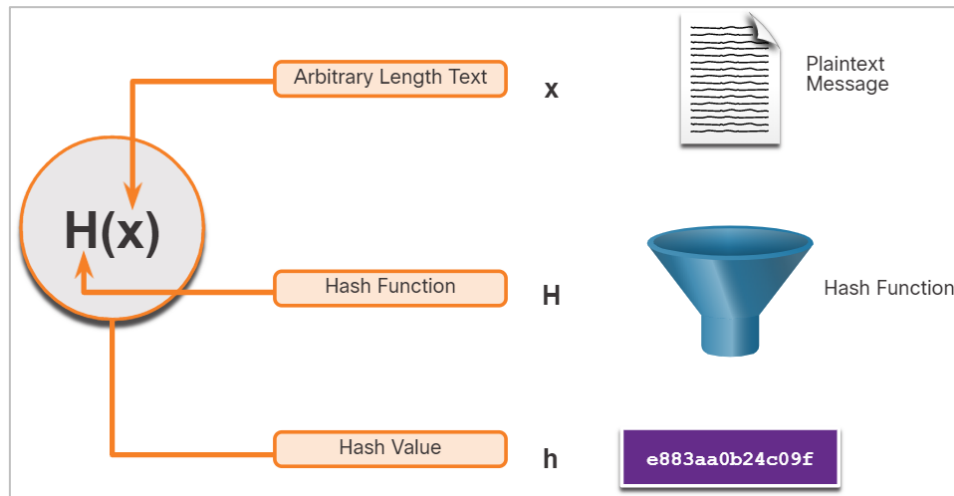 Arbitrary Length Text
x
Plaintext
Message
H(x)
Hash Function
H
Hash Function
Hash Value
h
e883aa0b24c09f